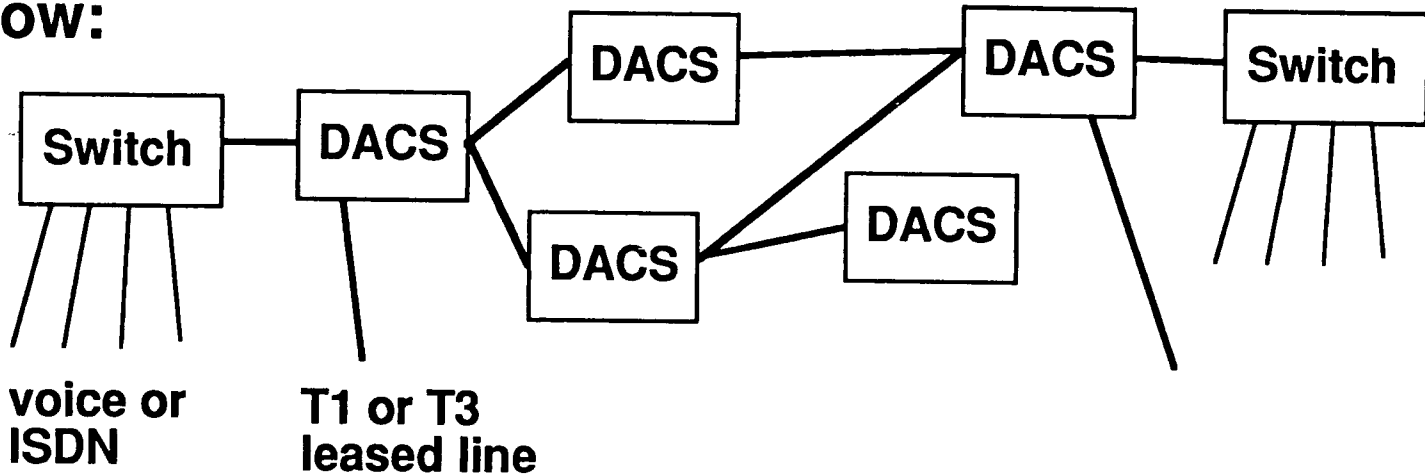 ow:
DACS
DACS
Switch
Switch
DACS
DACS
DACS
voice or
ISDN
T1 or T3
leased line